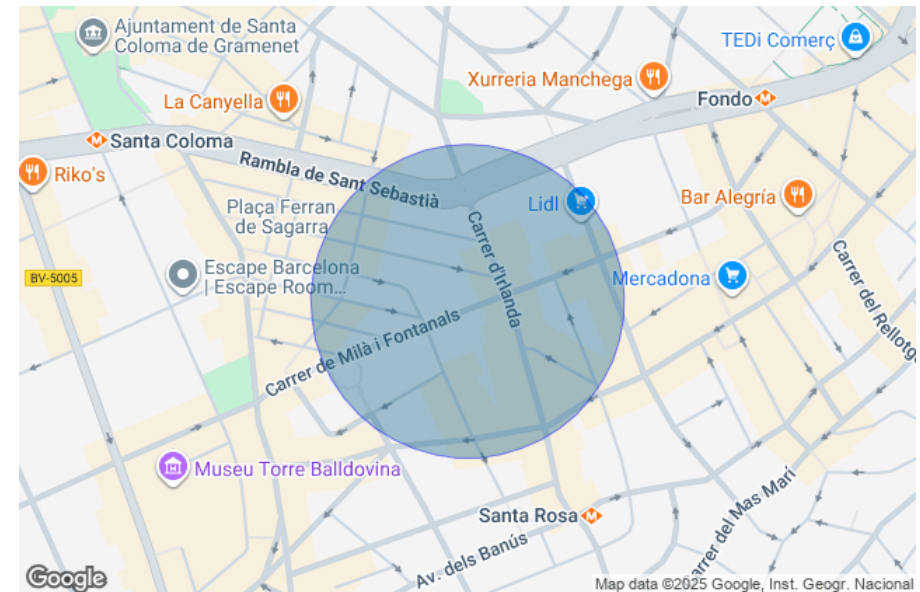 Ajuntament de Santa
Coloma de Gramenet
TEDi Comerç
Xurreria Manchega
La Canyella
Fondo
Santa Coloma
Rambla de Sant Sebastià
Riko's
Plaça Ferran
de Sagarra
Lidl
Bar Alegría
Carrer d'Irlanda
BV-5005
Escape Barcelona
| Escape Room...
Mercadona
Carrer del Rellotge
Carrer de Milà i Fontanals
Museu Torre Balldovina
Santa Rosa
Carrer del Mas Marí
Av. dels Banús
Google
Map data ©2025 Google, Inst. Geogr. Nacional